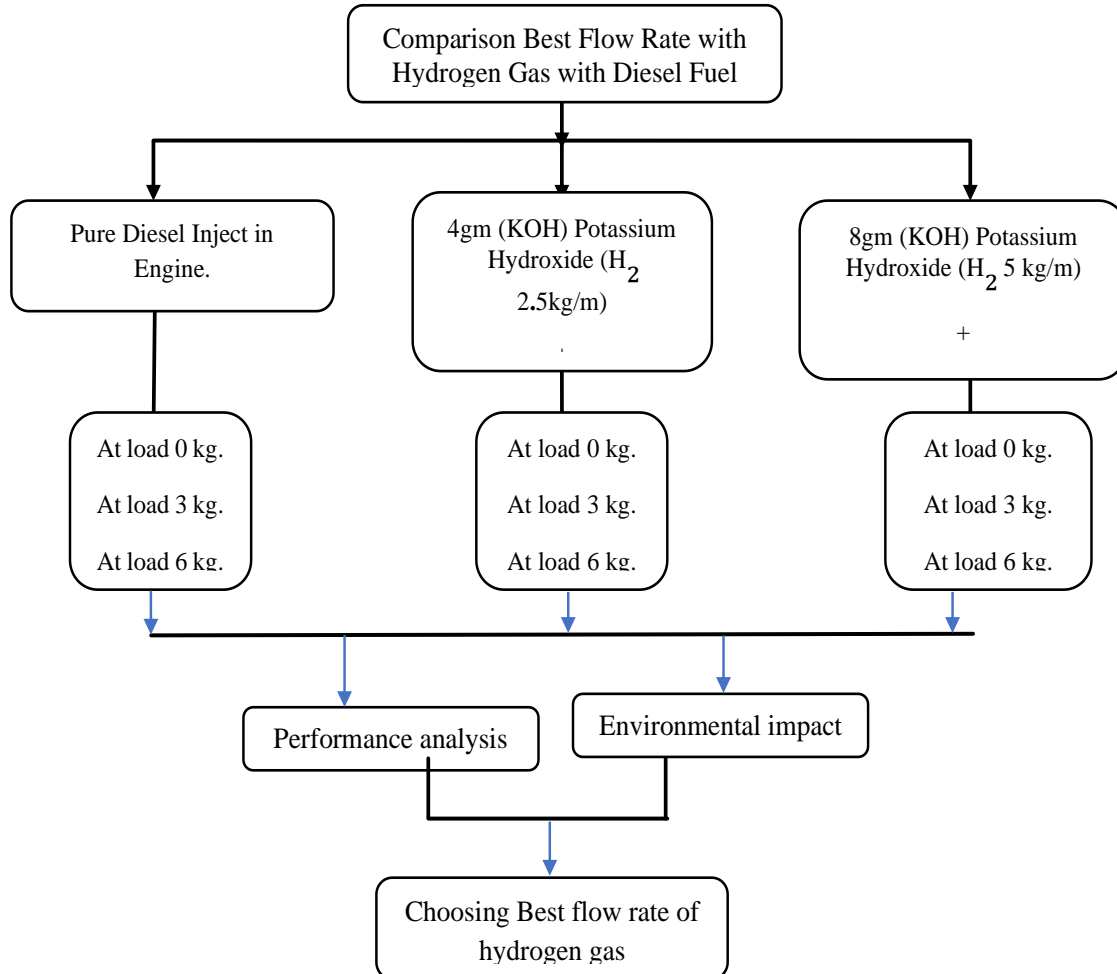 Comparison Best Flow Rate with
Hydrogen Gas with Diesel Fuel
Pure Diesel Inject in
Engine.
4gm (KOH) Potassium
Hydroxide (H2
2.5kg/m)
.
8gm (KOH) Potassium
Hydroxide (H2 5 kg/m)
+
At load 0 kg.
At load 3 kg.
At load 6 kg.
At load 0 kg.
At load 3 kg.
At load 6 kg.
At load 0 kg.
At load 3 kg.
At load 6 kg.
Performance analysis
Environmental impact
Choosing Best flow rate of
hydrogen gas